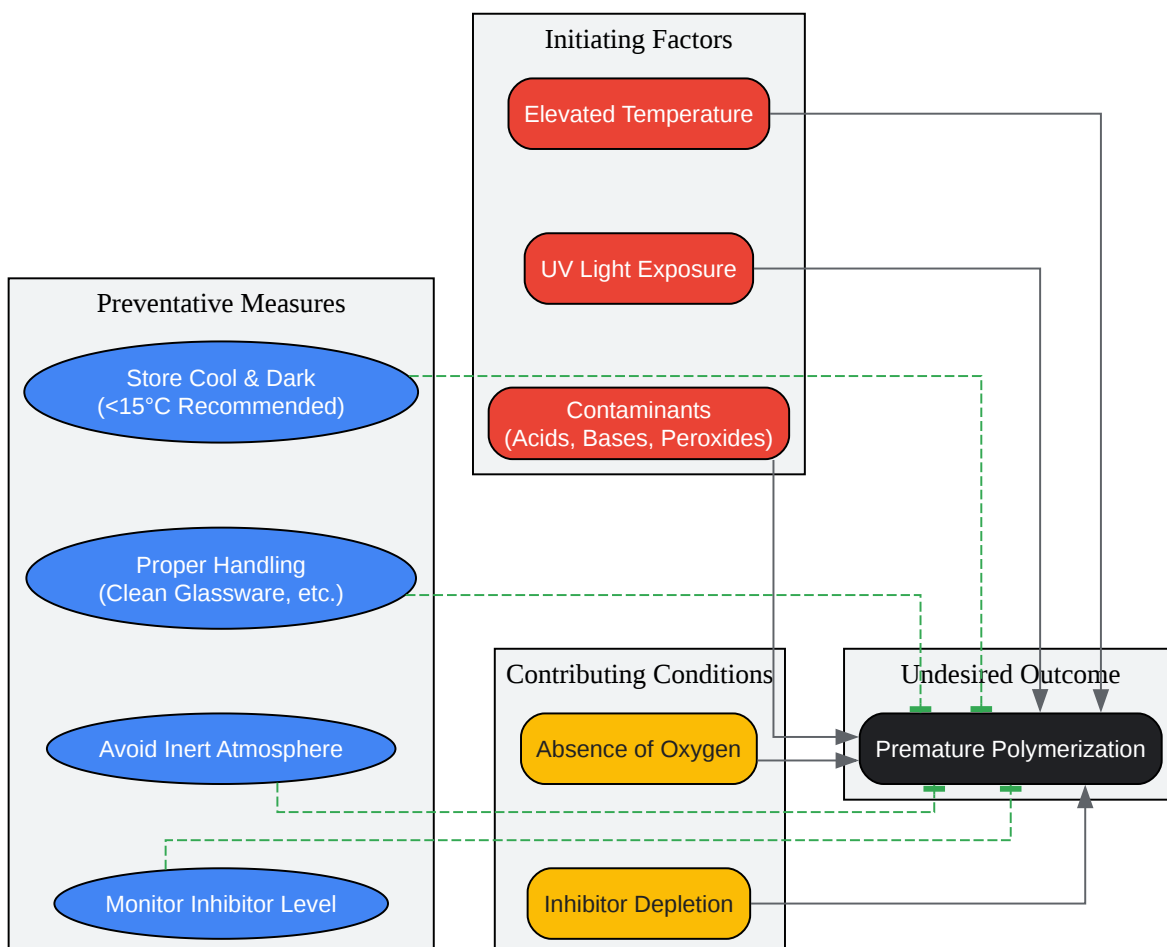 Initiating Factors
Elevated Temperature
UV Light Exposure
Contaminants
(Acids, Bases, Peroxides)
Preventative Measures
Store Cool & Dark
(<15°C Recommended)
Proper Handling
(Clean Glassware, etc.)
Avoid Inert Atmosphere
Monitor Inhibitor Level
Contributing Conditions
Absence of Oxygen
Inhibitor Depletion
Undesired Outcome
Premature Polymerization